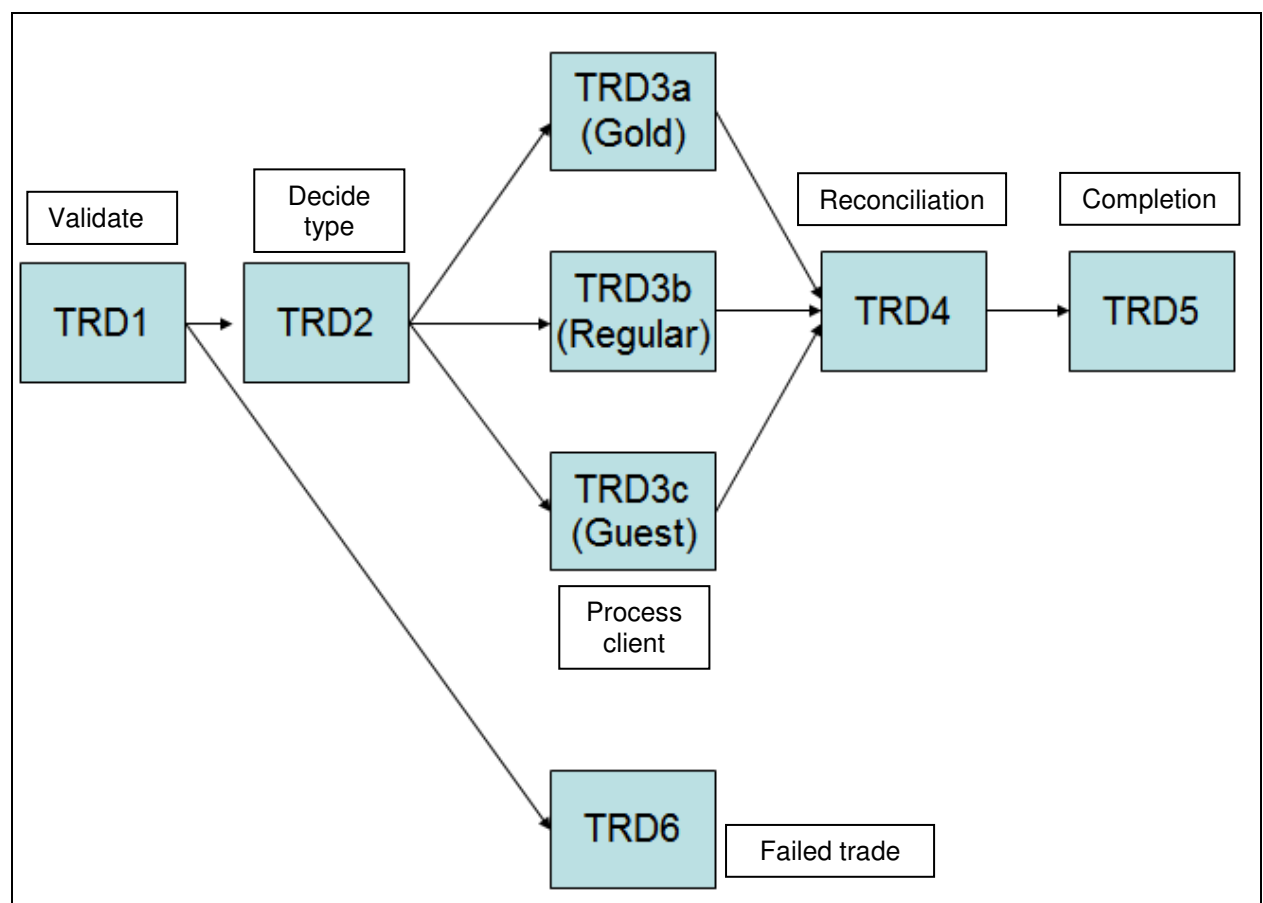 TRD3a
(Gold)
Validate
Decide
type
Reconciliation
Completion
TRD1
TRD2
TRD3b
(Regular)
TRD4
TRD5
TRD3c
(Guest)
Process
client
TRD6
Failed trade